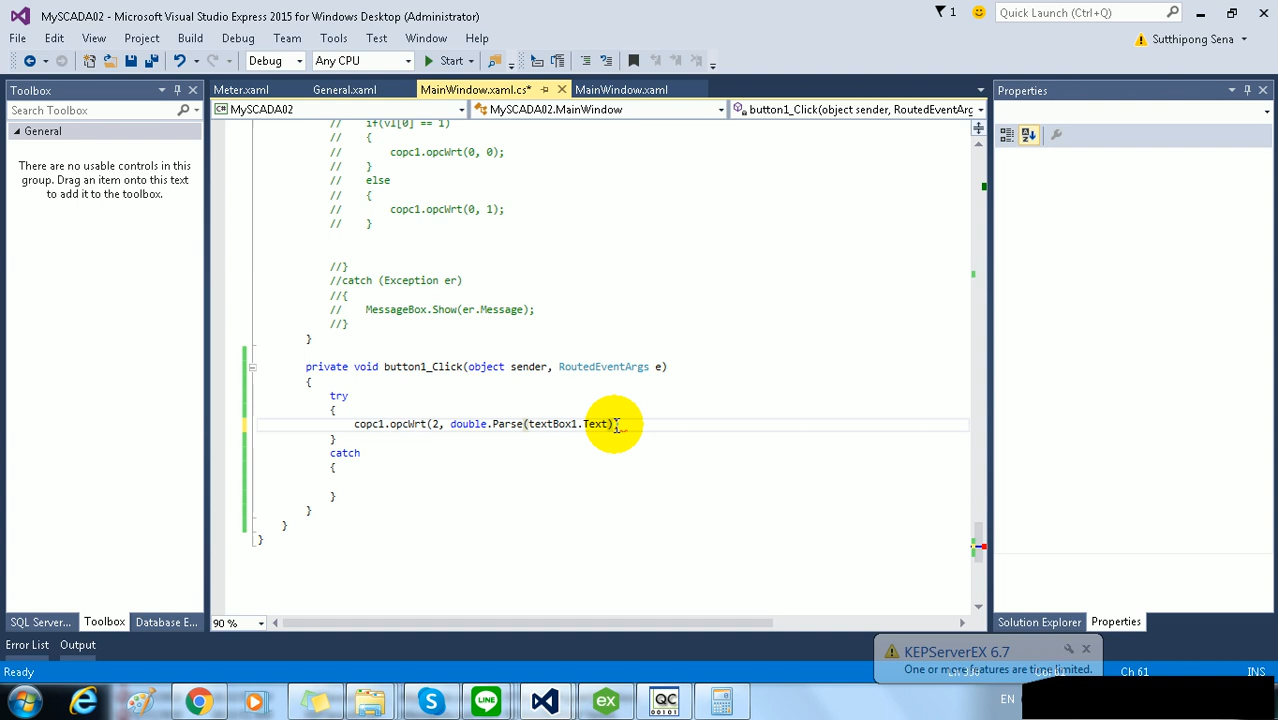 MySCADA02 - Microsoft Visual Studio Express 2015 for Windows Desktop (Administrator)
1
Quick Launch (Ctrl+Q)
File Edit View Project Build Debug Team Tools Test Window Help
Sutthipong Sena
Debug Any CPU Start
Toolbox
Meter.xaml General.xaml MainWindow.xaml.cs* MainWindow.xaml
Properties
Search Toolbox
MySCADA02 MySCADA02.MainWindow button1_Click(object sender, RoutedEventArg
General
There are no usable controls in this
group. Drag an item onto this text
to add it to the toolbox.
// if(vl[0] == 1)
// {
// copc1.opcWrt(0, 0);
// }
// else
// {
// copc1.opcWrt(0, 1);
// }
//}
//catch (Exception er)
//{
// MessageBox.Show(er.Message);
//}
}
private void button1_Click(object sender, RoutedEventArgs e)
{
try
{
copc1.opcWrt(2, double.Parse(textBox1.Text)
}
catch
{
}
}
}
}
90 %
SQL Server... Toolbox Database E...
Solution Explorer Properties
Error List Output
KEPServerEX 6.7
One or more features are time limited.
Ready
Ch 61
INS
QC
EN